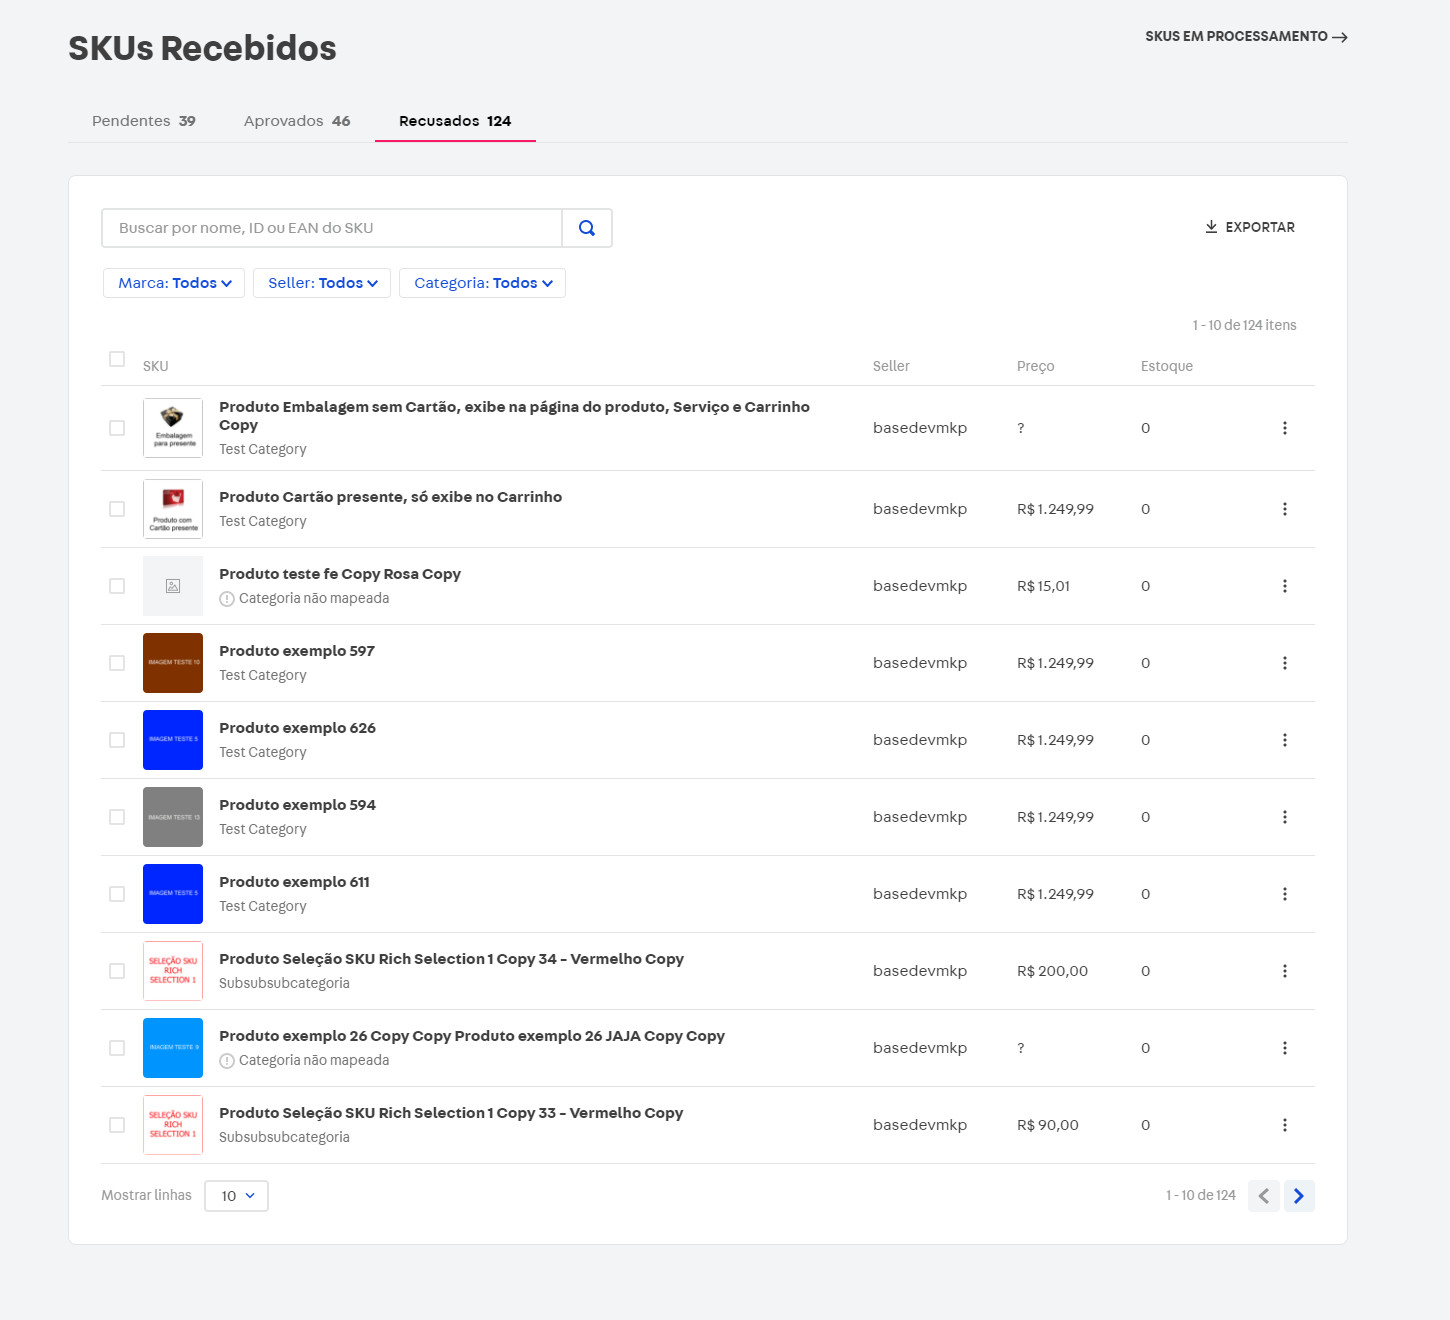 SKUs Recebidos
SKUS EM PROCESSAMENTO
Pendentes 39
Aprovados 46
Recusados 124
Buscar por nome, ID ou EAN do SKU
EXPORTAR
Marca: Todos
Seller: Todos
Categoria: Todos
1 - 10 de 124 itens
SKU Seller Preço Estoque
Embalagem
para presente
Produto Embalagem sem Cartão, exibe na página do produto, Serviço e Carrinho
Copy
Test Category
basedevmkp ? 0
Produto com
Cartão presente
Produto Cartão presente, só exibe no Carrinho
Test Category
basedevmkp R$ 1.249,99 0
Produto teste fe Copy Rosa Copy
Categoria não mapeada
basedevmkp R$ 15,01 0
IMAGEM TESTE 10
Produto exemplo 597
Test Category
basedevmkp R$ 1.249,99 0
IMAGEM TESTE 5
Produto exemplo 626
Test Category
basedevmkp R$ 1.249,99 0
IMAGEM TESTE 13
Produto exemplo 594
Test Category
basedevmkp R$ 1.249,99 0
IMAGEM TESTE 5
Produto exemplo 611
Test Category
basedevmkp R$ 1.249,99 0
SELEÇÃO SKU
RICH
SELECTION 1
Produto Seleção SKU Rich Selection 1 Copy 34 - Vermelho Copy
Subsubsubcategoria
basedevmkp R$ 200,00 0
IMAGEM TESTE 9
Produto exemplo 26 Copy Copy Produto exemplo 26 JAJA Copy Copy
Categoria não mapeada
basedevmkp ? 0
SELEÇÃO SKU
RICH
SELECTION 1
Produto Seleção SKU Rich Selection 1 Copy 33 - Vermelho Copy
Subsubsubcategoria
basedevmkp R$ 90,00 0
Mostrar linhas 10
1 - 10 de 124